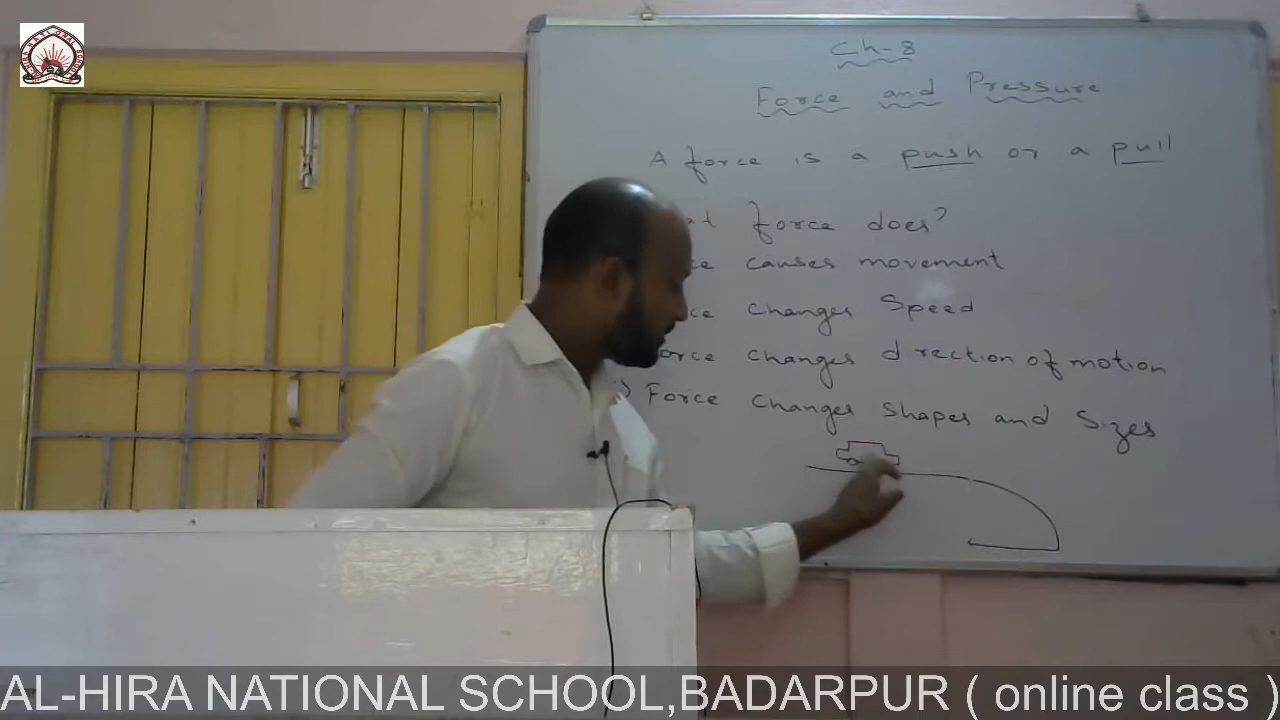 Ch-8
Force and Pressure
A force is a push or a pull
force does?
causes movement
changes Speed
Force changes direction of motion
Force changes shapes and Sizes
AL-HIRA NATIONAL SCHOOL,BADARPUR ( online class )